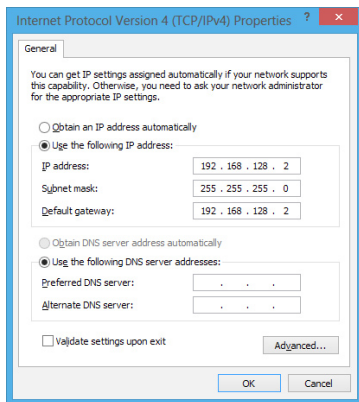 Internet Protocol Version 4 (TCP/IPv4) Properties ? ×
General
You can get IP settings assigned automatically if your network supports
this capability. Otherwise, you need to ask your network administrator
for the appropriate IP settings.
Obtain an IP address automatically
Use the following IP address:
IP address: 192 . 168 . 128 . 2
Subnet mask: 255 . 255 . 255 . 0
Default gateway: 192 . 168 . 128 . 2
Obtain DNS server address automatically
Use the following DNS server addresses:
Preferred DNS server: . . .
Alternate DNS server: . . .
Validate settings upon exit
Advanced...
OK Cancel